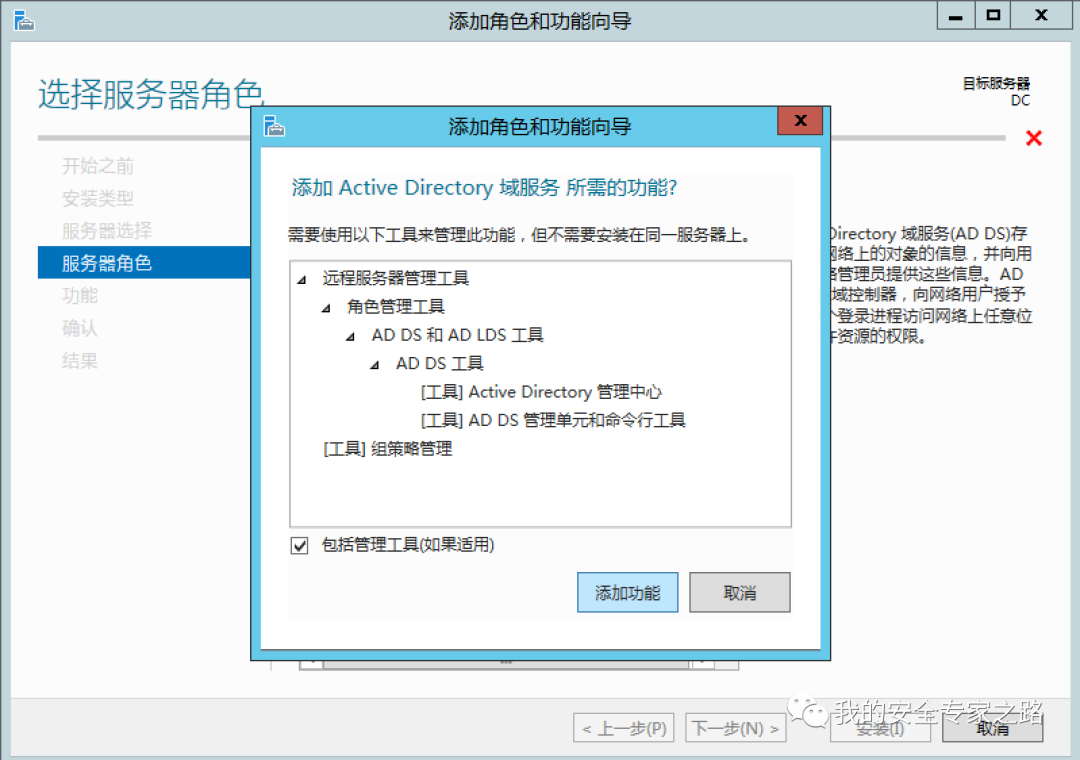 添加角色和功能向导
选择服务器角色
目标服务器
DC
开始之前
安装类型
服务器选择
服务器角色
功能
确认
结果
添加角色和功能向导
添加 Active Directory 域服务 所需的功能?
需要使用以下工具来管理此功能，但不需要安装在同一服务器上。
远程服务器管理工具
角色管理工具
AD DS 和 AD LDS 工具
AD DS 工具
[工具] Active Directory 管理中心
[工具] AD DS 管理单元和命令行工具
[工具] 组策略管理
包括管理工具(如果适用)
添加功能
取消
Directory 域服务(AD DS)存
网络上的对象的信息，并向用
管理员提供这些信息。AD
域控制器，向网络用户授予
个登录进程访问网络上任意位
许资源的权限。
< 上一步(P)
下一步(N) >
安装(I)
取消
我的安全专家之路